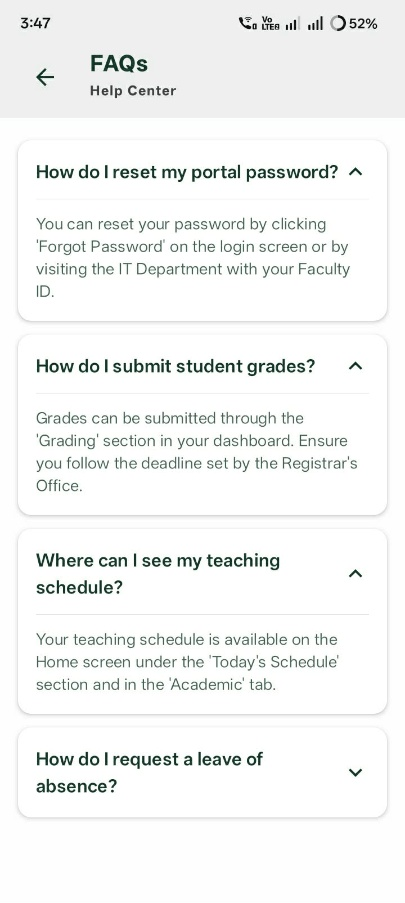 3:47
Vo
LTE
52%
FAQs
Help Center
How do I reset my portal password?
You can reset your password by clicking
'Forgot Password' on the login screen or by
visiting the IT Department with your Faculty
ID.
How do I submit student grades?
Grades can be submitted through the
'Grading' section in your dashboard. Ensure
you follow the deadline set by the Registrar's
Office.
Where can I see my teaching
schedule?
Your teaching schedule is available on the
Home screen under the 'Today's Schedule'
section and in the 'Academic' tab.
How do I request a leave of
absence?